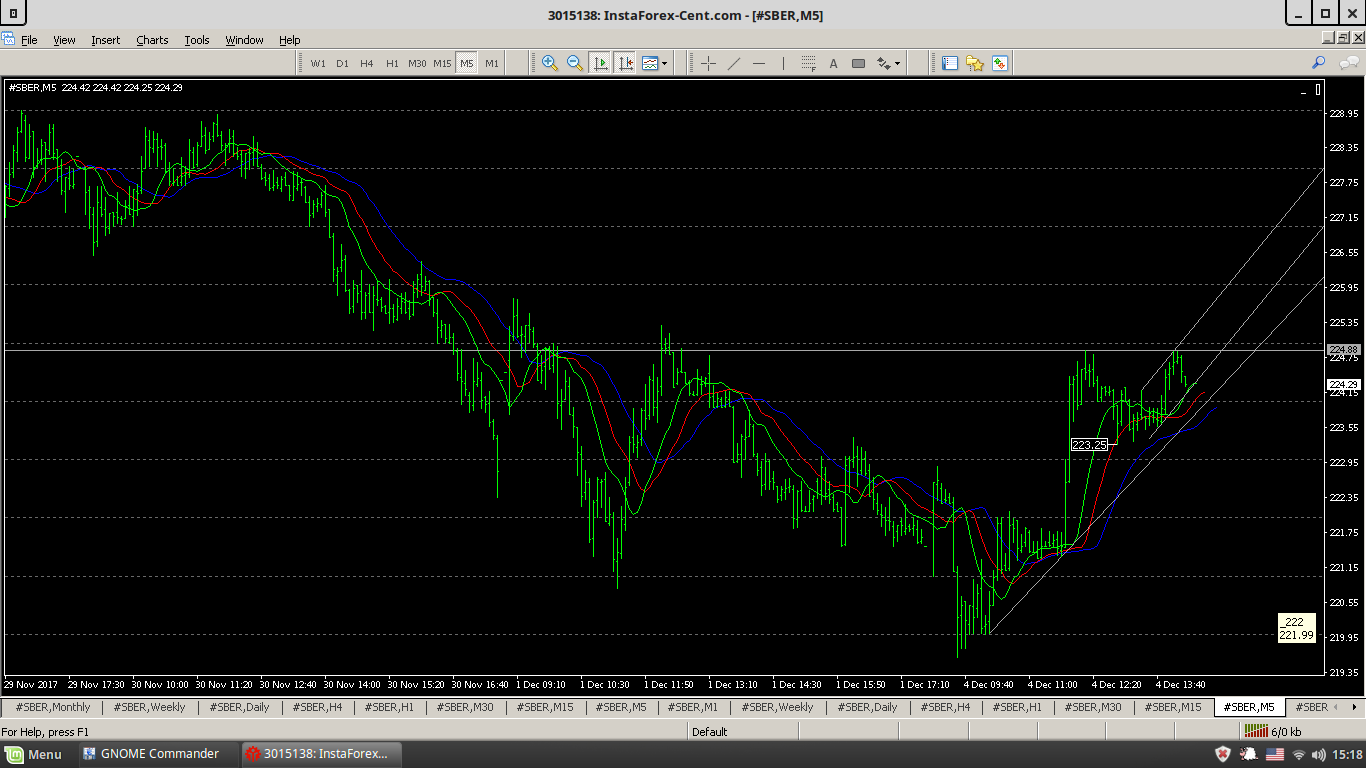 3015138: InstaForex-Cent.com - [#SBER,M5]
File View Insert Charts Tools Window Help
W1 D1 H4 H1 M30 M15 M5 M1
A
#SBER,M5 224.42 224.42 224.25 224.29
228.95
228.35
227.75
227.15
226.55
225.95
225.35
224.88
224.75
224.29
224.15
223.55
223.25
222.95
222.35
221.75
221.15
220.55
_222
221.99
219.95
219.35
29 Nov 2017 29 Nov 17:30 30 Nov 10:00 30 Nov 11:20 30 Nov 12:40 30 Nov 14:00 30 Nov 15:20 30 Nov 16:40 1 Dec 09:10 1 Dec 10:30 1 Dec 11:50 1 Dec 13:10 1 Dec 14:30 1 Dec 15:50 1 Dec 17:10 4 Dec 09:40 4 Dec 11:00 4 Dec 12:20 4 Dec 13:40
#SBER,Monthly #SBER,Weekly #SBER,Daily #SBER,H4 #SBER,H1 #SBER,M30 #SBER,M15 #SBER,M5 #SBER,M1 #SBER,Weekly #SBER,Daily #SBER,H4 #SBER,H1 #SBER,M30 #SBER,M15 #SBER,M5 #SBER
For Help, press F1 Default 6/0 kb
Menu GNOME Commander 3015138: InstaForex... 15:18